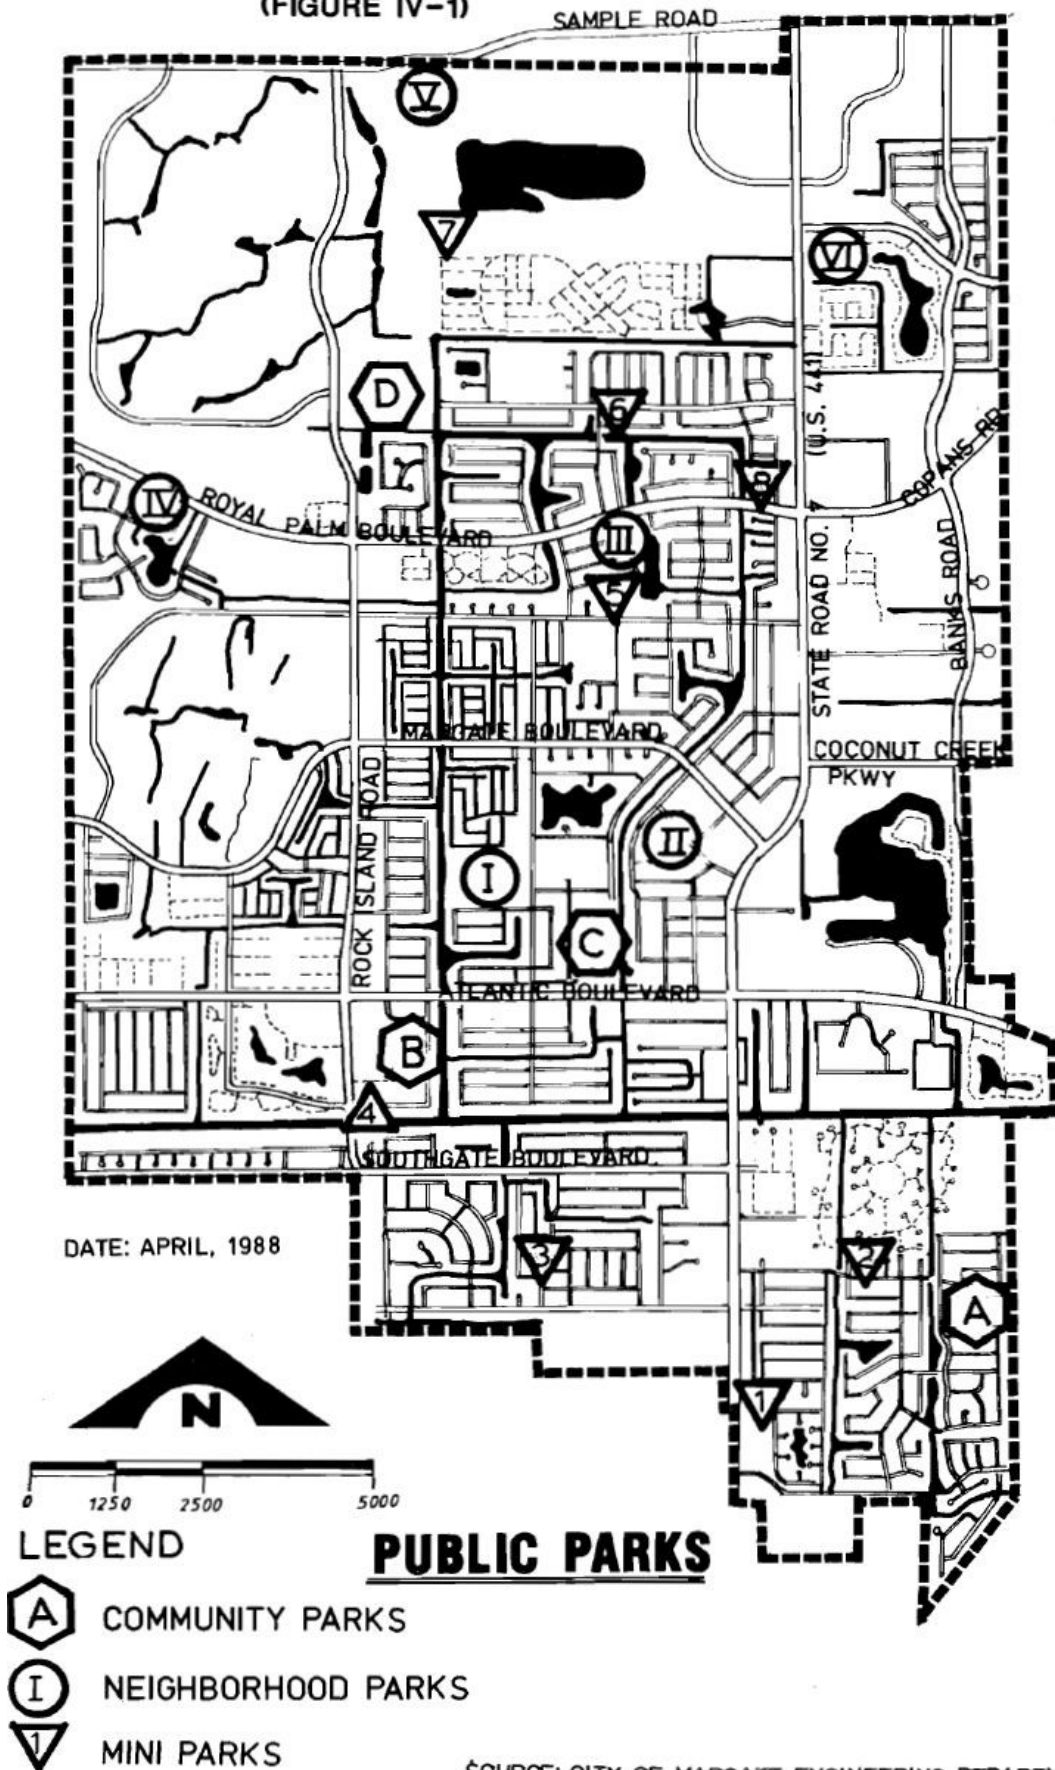 (FIGURE IV-1)
SAMPLE ROAD
V
7
VI
D
6
(U.S. 441)
COPANS RD
8
IV
ROYAL PALM BOULEVARD
III
5
STATE ROAD NO. 7
BANKS ROAD
MARGATE BOULEVARD
COCONUT CREEK
PKWY
ROCK ISLAND ROAD
II
I
C
ATLANTIC BOULEVARD
B
4
SOUTHGATE BOULEVARD
DATE: APRIL, 1988
3
2
A
1
N
0 1250 2500 5000
LEGEND
PUBLIC PARKS
A COMMUNITY PARKS
I NEIGHBORHOOD PARKS
1 MINI PARKS